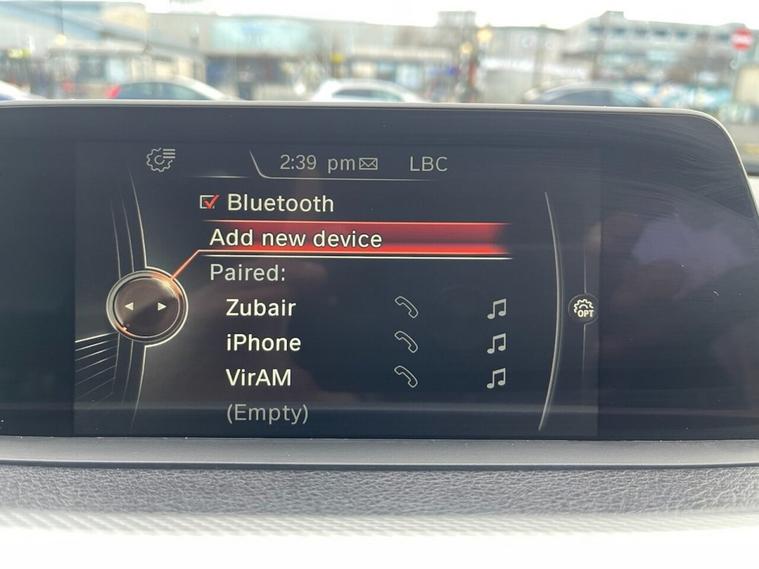 2:39 pm LBC
Bluetooth
Add new device
Paired:
Zubair
iPhone
VirAM
OPT
(Empty)